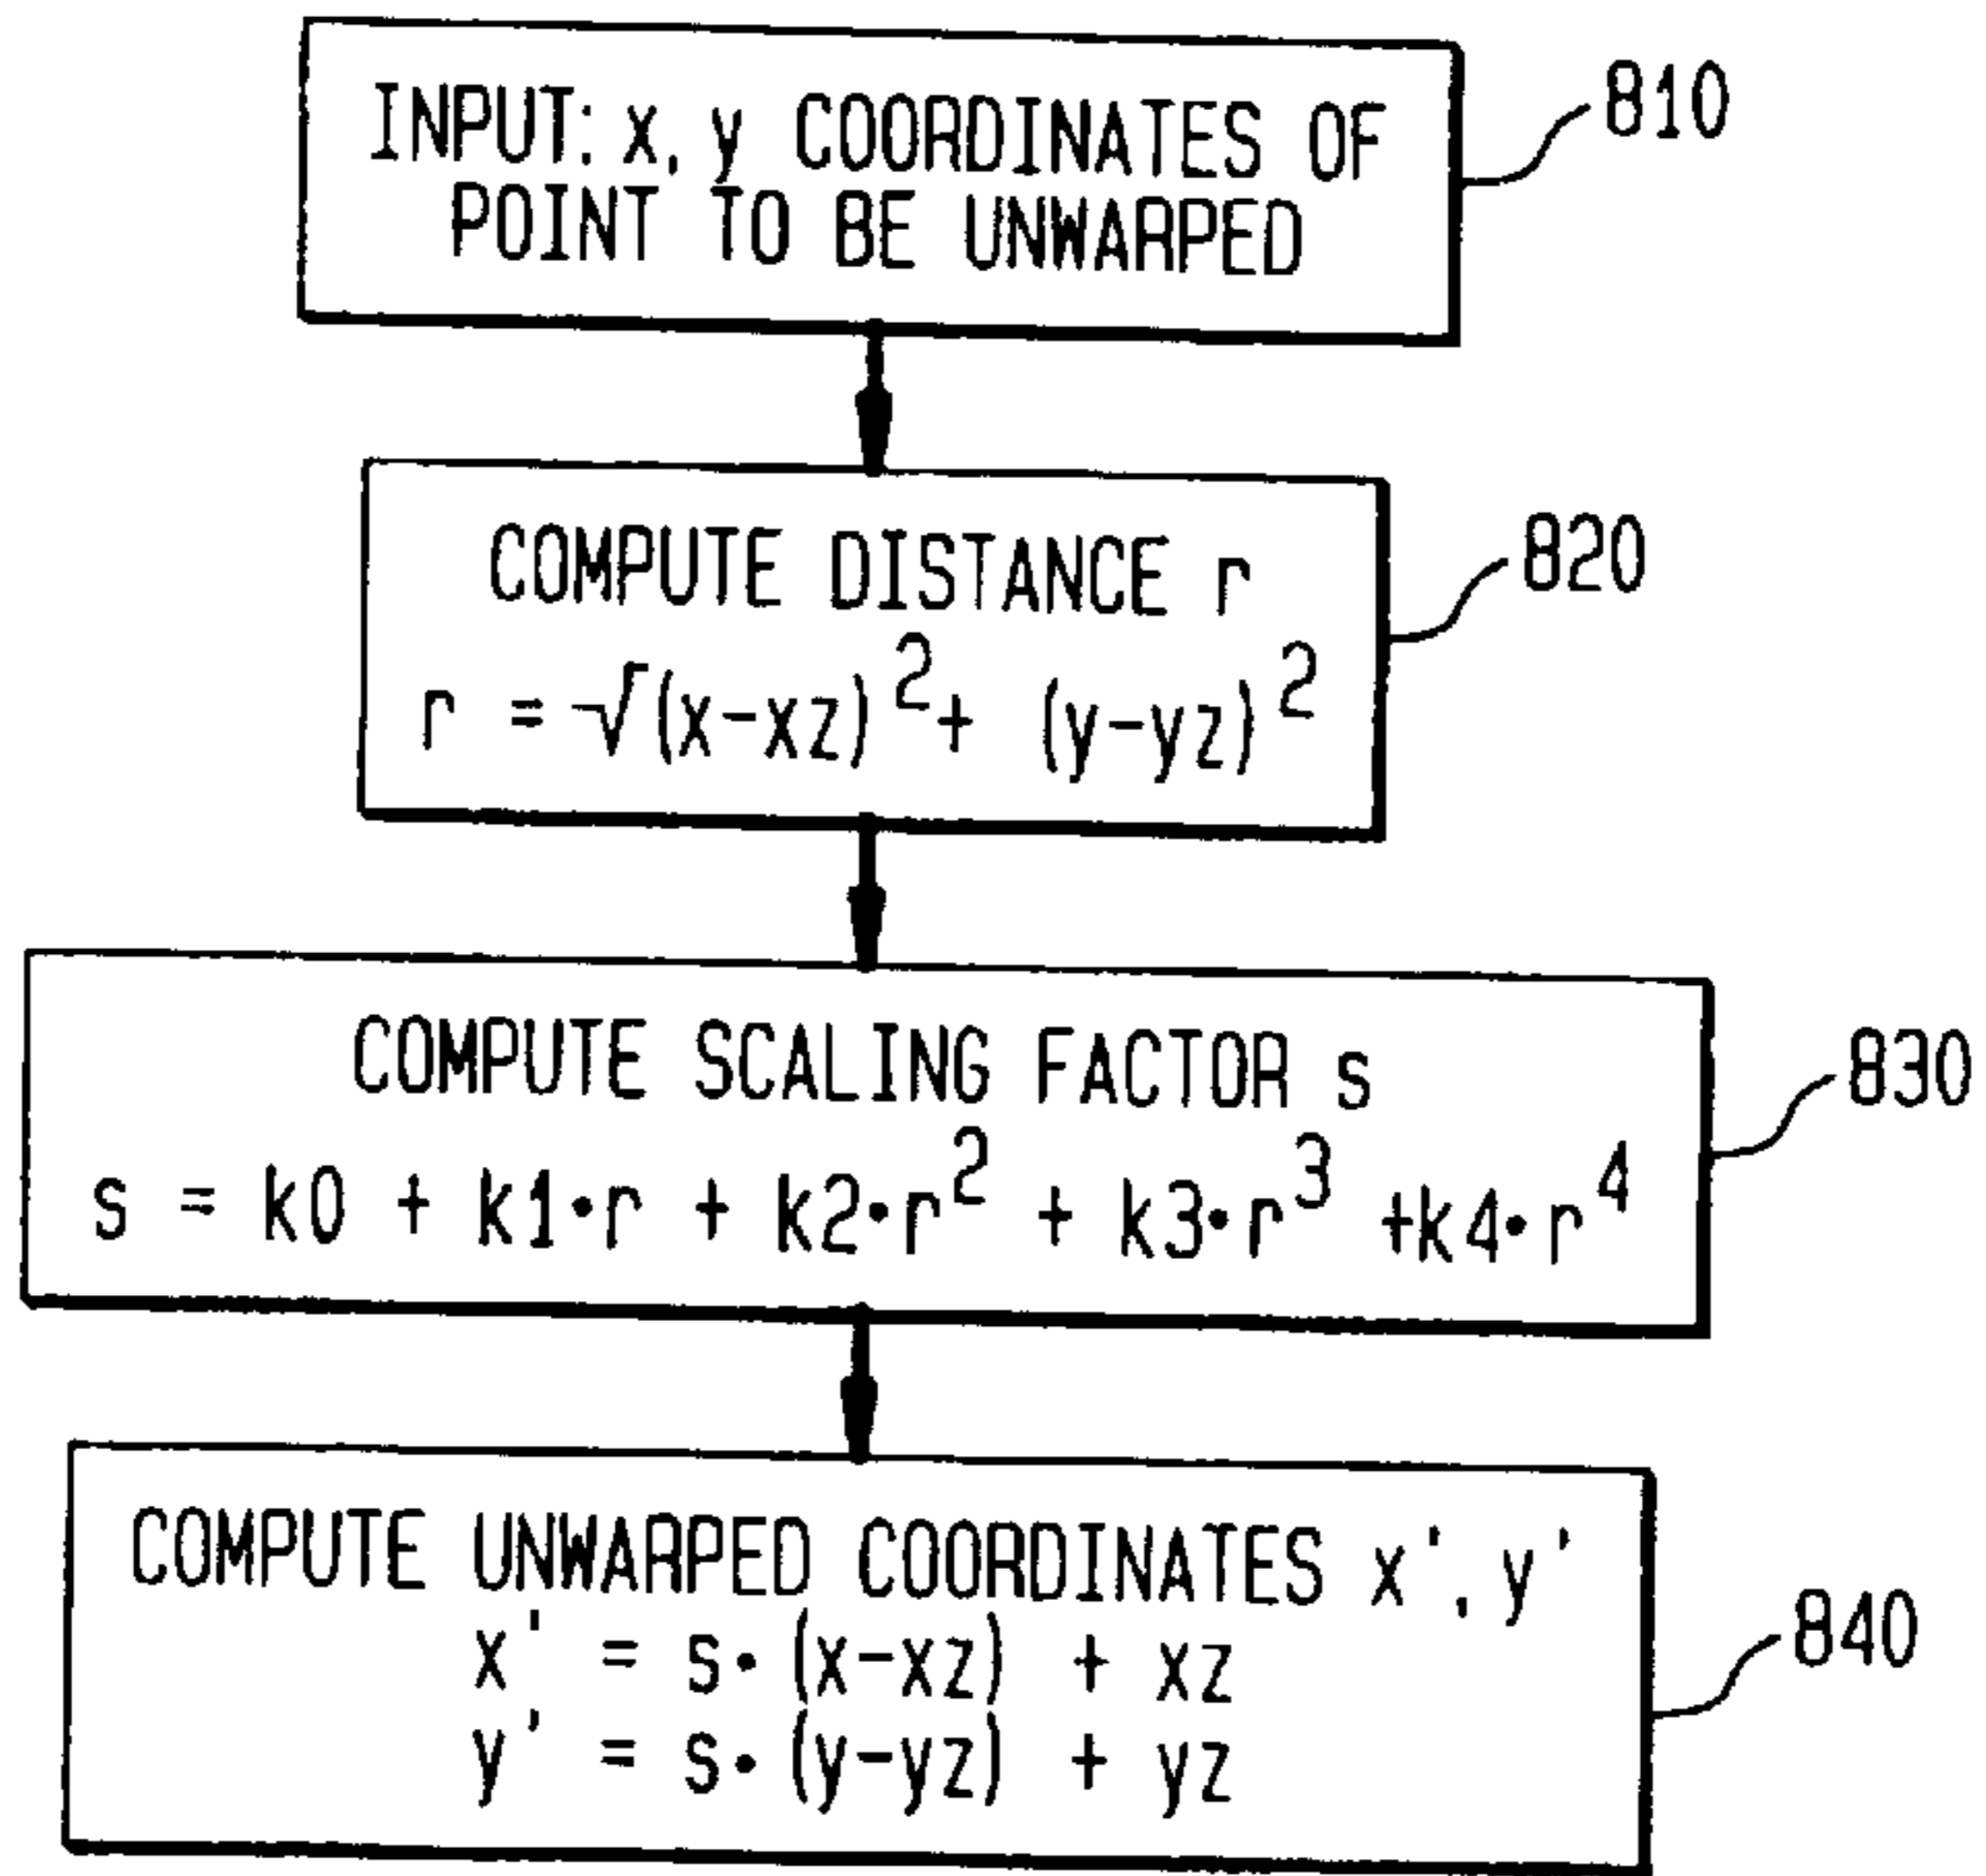 INPUT: x, y COORDINATES OF
POINT TO BE UNWARPED
810
COMPUTE DISTANCE r
r = √(x-xz)² + (y-yz)²
820
COMPUTE SCALING FACTOR s
s = k0 + k1•r + k2•r² + k3•r³ +k4•r⁴
830
COMPUTE UNWARPED COORDINATES x', y'
x' = s•(x-xz) + xz
y' = s•(y-yz) + yz
840